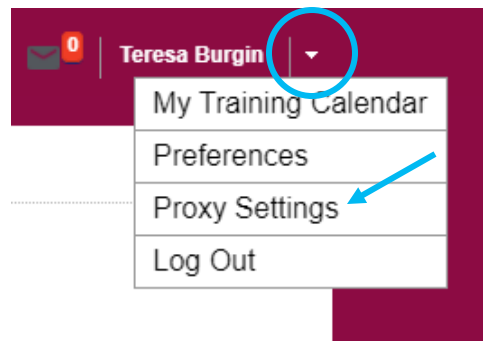 0 Teresa Burgin
My Training Calendar
Preferences
Proxy Settings
Log Out